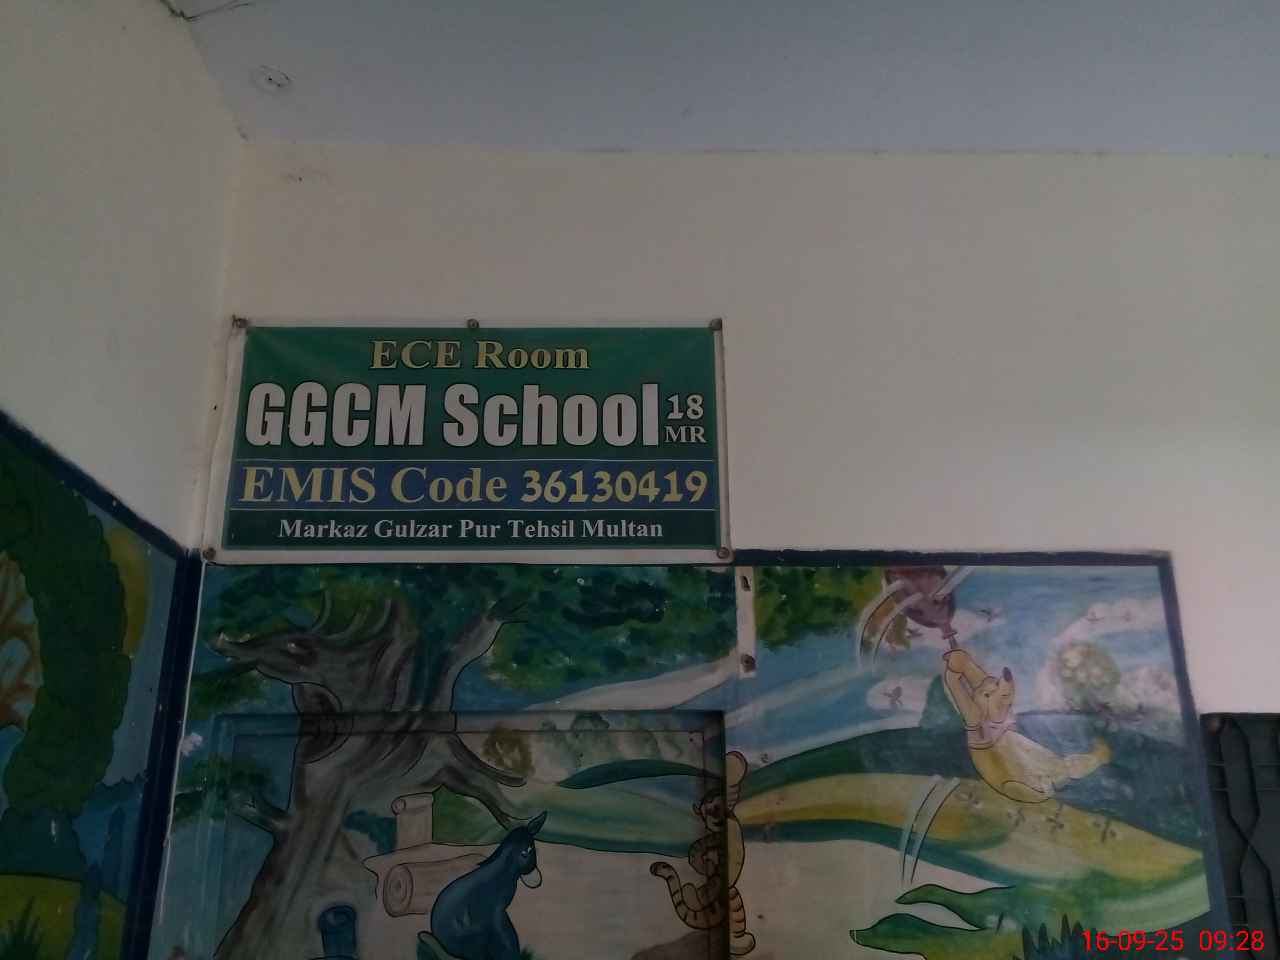 ECE Room
GGCM School 18 MR
EMIS Code 36130419
Markaz Gulzar Pur Tehsil Multan
16-09-25 09:28